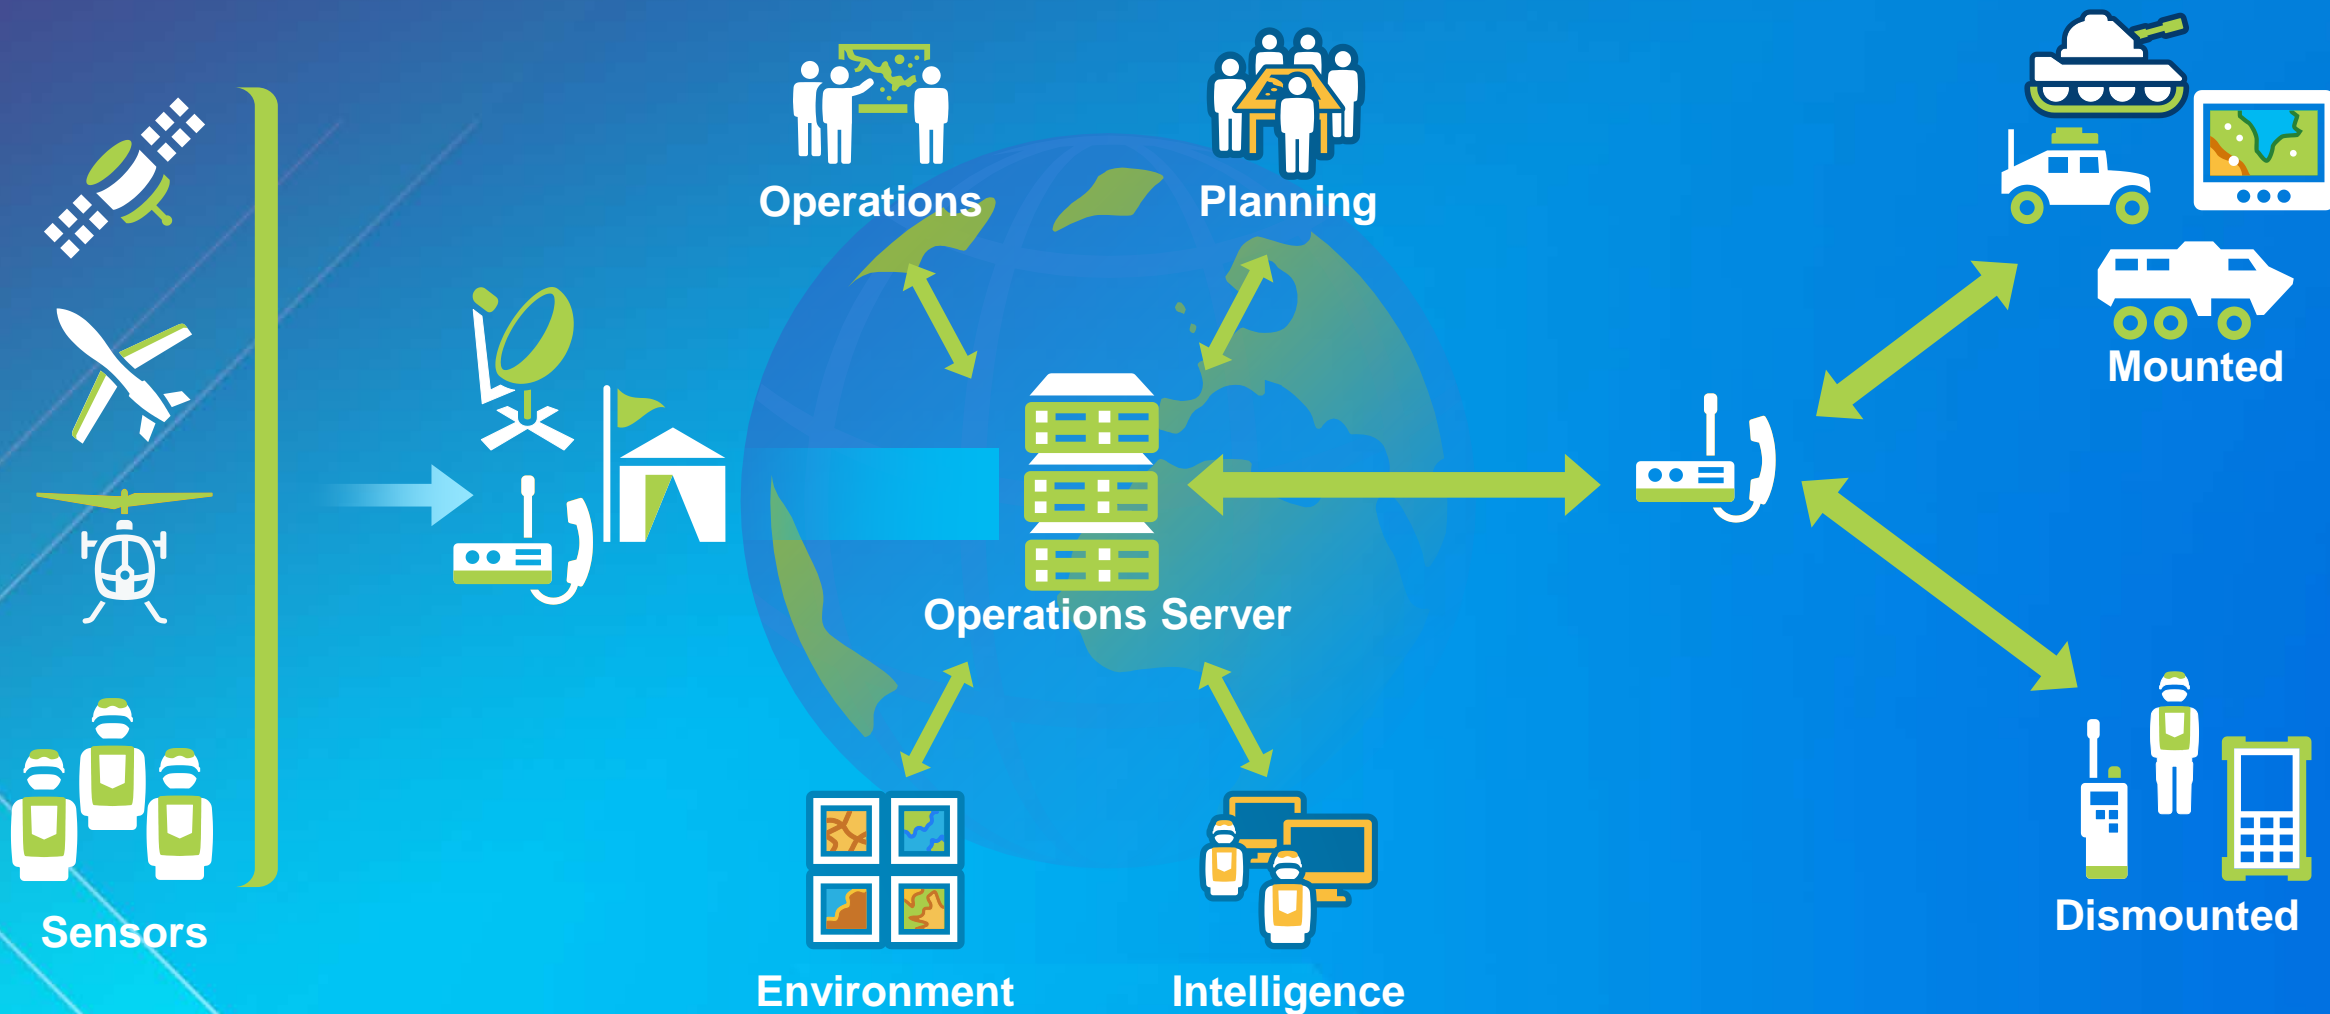 Operations
Planning
Mounted
Operations Server
Sensors
Dismounted
Environment
Intelligence